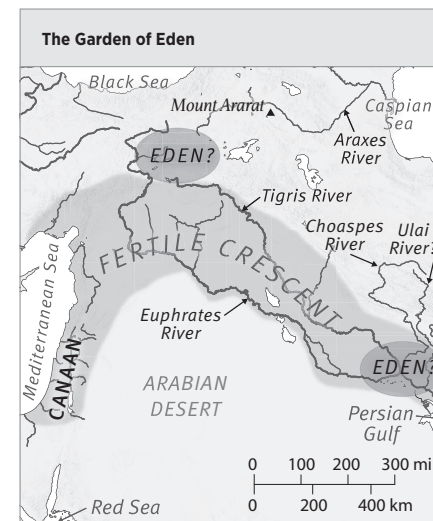 The Garden of Eden
Black Sea
Mount Ararat
Caspian
Sea
Araxes
River
EDEN?
Tigris River
Choaspes
River
Ulai
River?
FERTILE CRESCENT
Mediterranean Sea
Euphrates
River
CANAAN
ARABIAN
DESERT
EDEN?
Persian
Gulf
0 100 200 300 mi
0 200 400 km
Red Sea